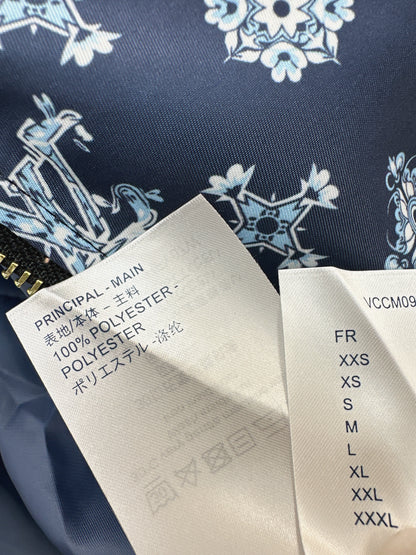 PRINCIPAL - MAIN
表地/本体 - 主料
100% POLYESTER -
POLYESTER
ポリエステル - 涤纶
VCCM09
FR
XXS
XS
S
M
L
XL
XXL
XXXL